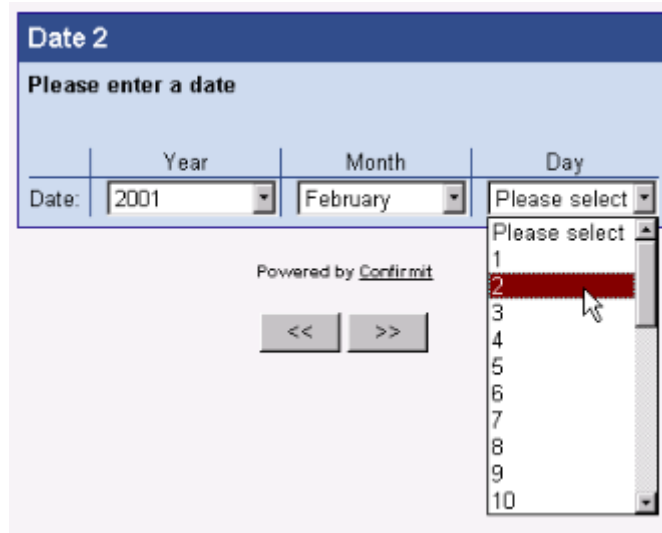 Date 2
Please enter a date
Year Month Day
Date: 2001 February Please select
Please select
1
2
3
4
5
6
7
8
9
10
Powered by Confirmit
<< >>